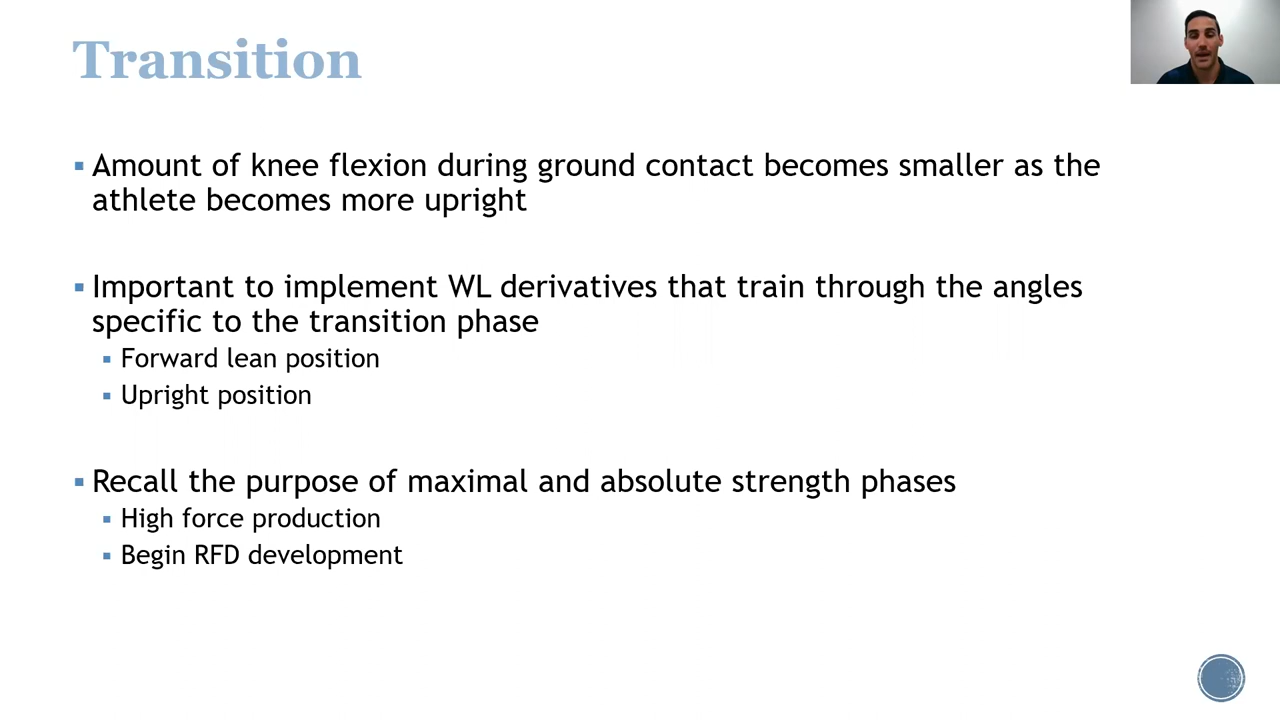 Transition
Amount of knee flexion during ground contact becomes smaller as the
athlete becomes more upright
Important to implement WL derivatives that train through the angles
specific to the transition phase
Forward lean position
Upright position
Recall the purpose of maximal and absolute strength phases
High force production
Begin RFD development